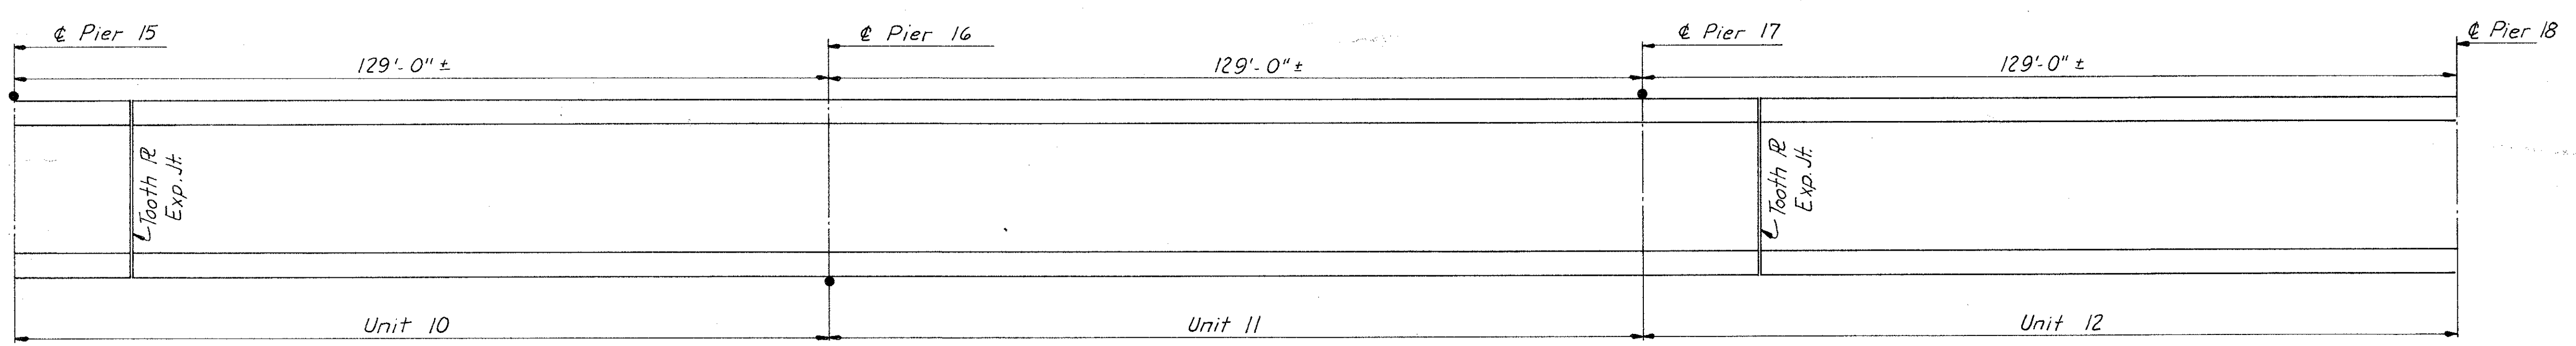 ℄ Pier 15
℄ Pier 16
℄ Pier 17
℄ Pier 18
129'-0" ±
129'-0" ±
129'-0" ±
Tooth ⅊
Exp. Jt.
Tooth ⅊
Exp. Jt.
Unit 10
Unit 11
Unit 12